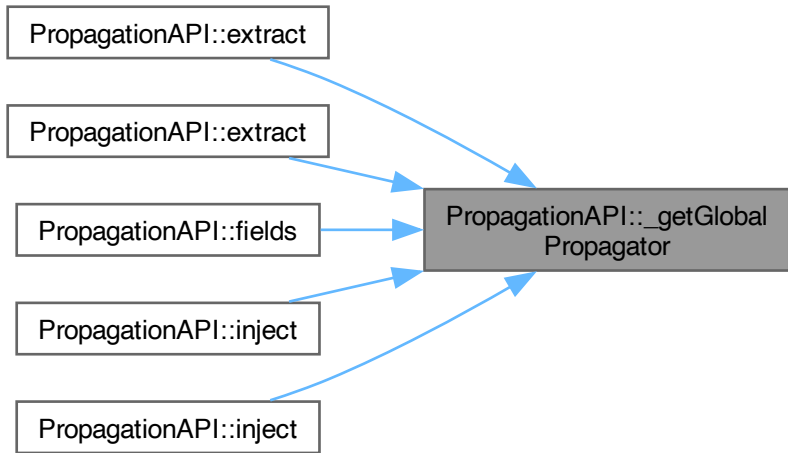 PropagationAPI::extract
PropagationAPI::extract
PropagationAPI::fields
PropagationAPI::inject
PropagationAPI::inject
PropagationAPI::_getGlobal
Propagator